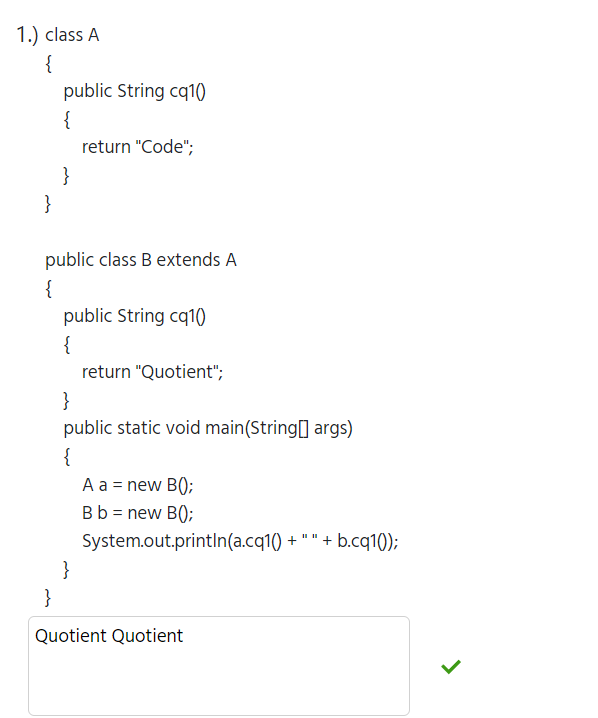 1.) class A
{
public String cq1()
{
return "Code";
}
}
public class B extends A
{
public String cq1()
{
return "Quotient";
}
public static void main(String[] args)
{
A a = new B();
B b = new B();
System.out.println(a.cq1() + " " + b.cq1());
}
}
Quotient Quotient